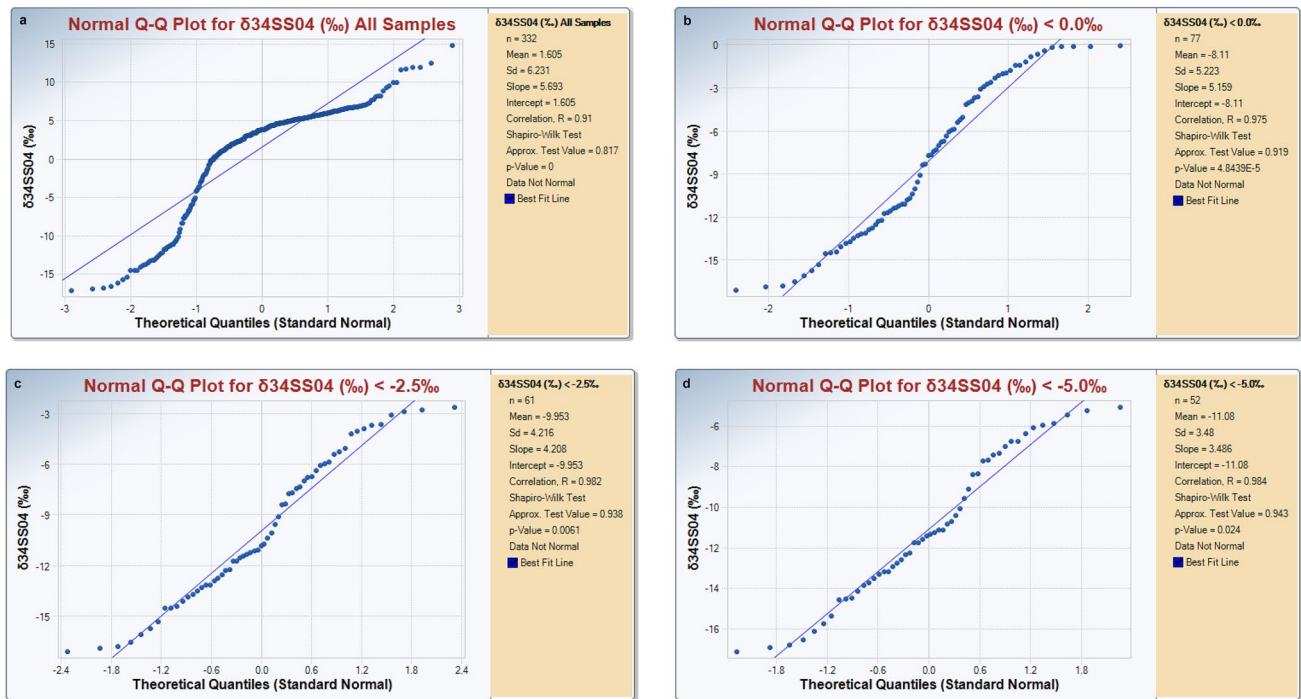 a
Normal Q-Q Plot for δ34SS04 (‰) All Samples
δ34SS04 (‰)
15
10
5
0
-5
-10
-15
-3 -2 -1 0 1 2 3
Theoretical Quantiles (Standard Normal)
δ34SS04 (‰) All Samples
n = 332
Mean = 1.605
Sd = 6.231
Slope = 5.693
Intercept = 1.605
Correlation, R = 0.91
Shapiro-Wilk Test
Approx. Test Value = 0.817
p-Value = 0
Data Not Normal
Best Fit Line
b
Normal Q-Q Plot for δ34SS04 (‰) < 0.0‰
δ34SS04 (‰)
0
-3
-6
-9
-12
-15
-2 -1 0 1 2
Theoretical Quantiles (Standard Normal)
δ34SS04 (‰) < 0.0‰
n = 77
Mean = -8.11
Sd = 5.223
Slope = 5.159
Intercept = -8.11
Correlation, R = 0.975
Shapiro-Wilk Test
Approx. Test Value = 0.919
p-Value = 4.8439E-5
Data Not Normal
Best Fit Line
c
Normal Q-Q Plot for δ34SS04 (‰) < -2.5‰
δ34SS04 (‰)
-3
-6
-9
-12
-15
-2.4 -1.8 -1.2 -0.6 0.0 0.6 1.2 1.8 2.4
Theoretical Quantiles (Standard Normal)
δ34SS04 (‰) < -2.5‰
n = 61
Mean = -9.953
Sd = 4.216
Slope = 4.208
Intercept = -9.953
Correlation, R = 0.982
Shapiro-Wilk Test
Approx. Test Value = 0.938
p-Value = 0.0061
Data Not Normal
Best Fit Line
d
Normal Q-Q Plot for δ34SS04 (‰) < -5.0‰
δ34SS04 (‰)
-6
-8
-10
-12
-14
-16
-1.8 -1.2 -0.6 0.0 0.6 1.2 1.8
Theoretical Quantiles (Standard Normal)
δ34SS04 (‰) < -5.0‰
n = 52
Mean = -11.08
Sd = 3.48
Slope = 3.486
Intercept = -11.08
Correlation, R = 0.984
Shapiro-Wilk Test
Approx. Test Value = 0.943
p-Value = 0.024
Data Not Normal
Best Fit Line